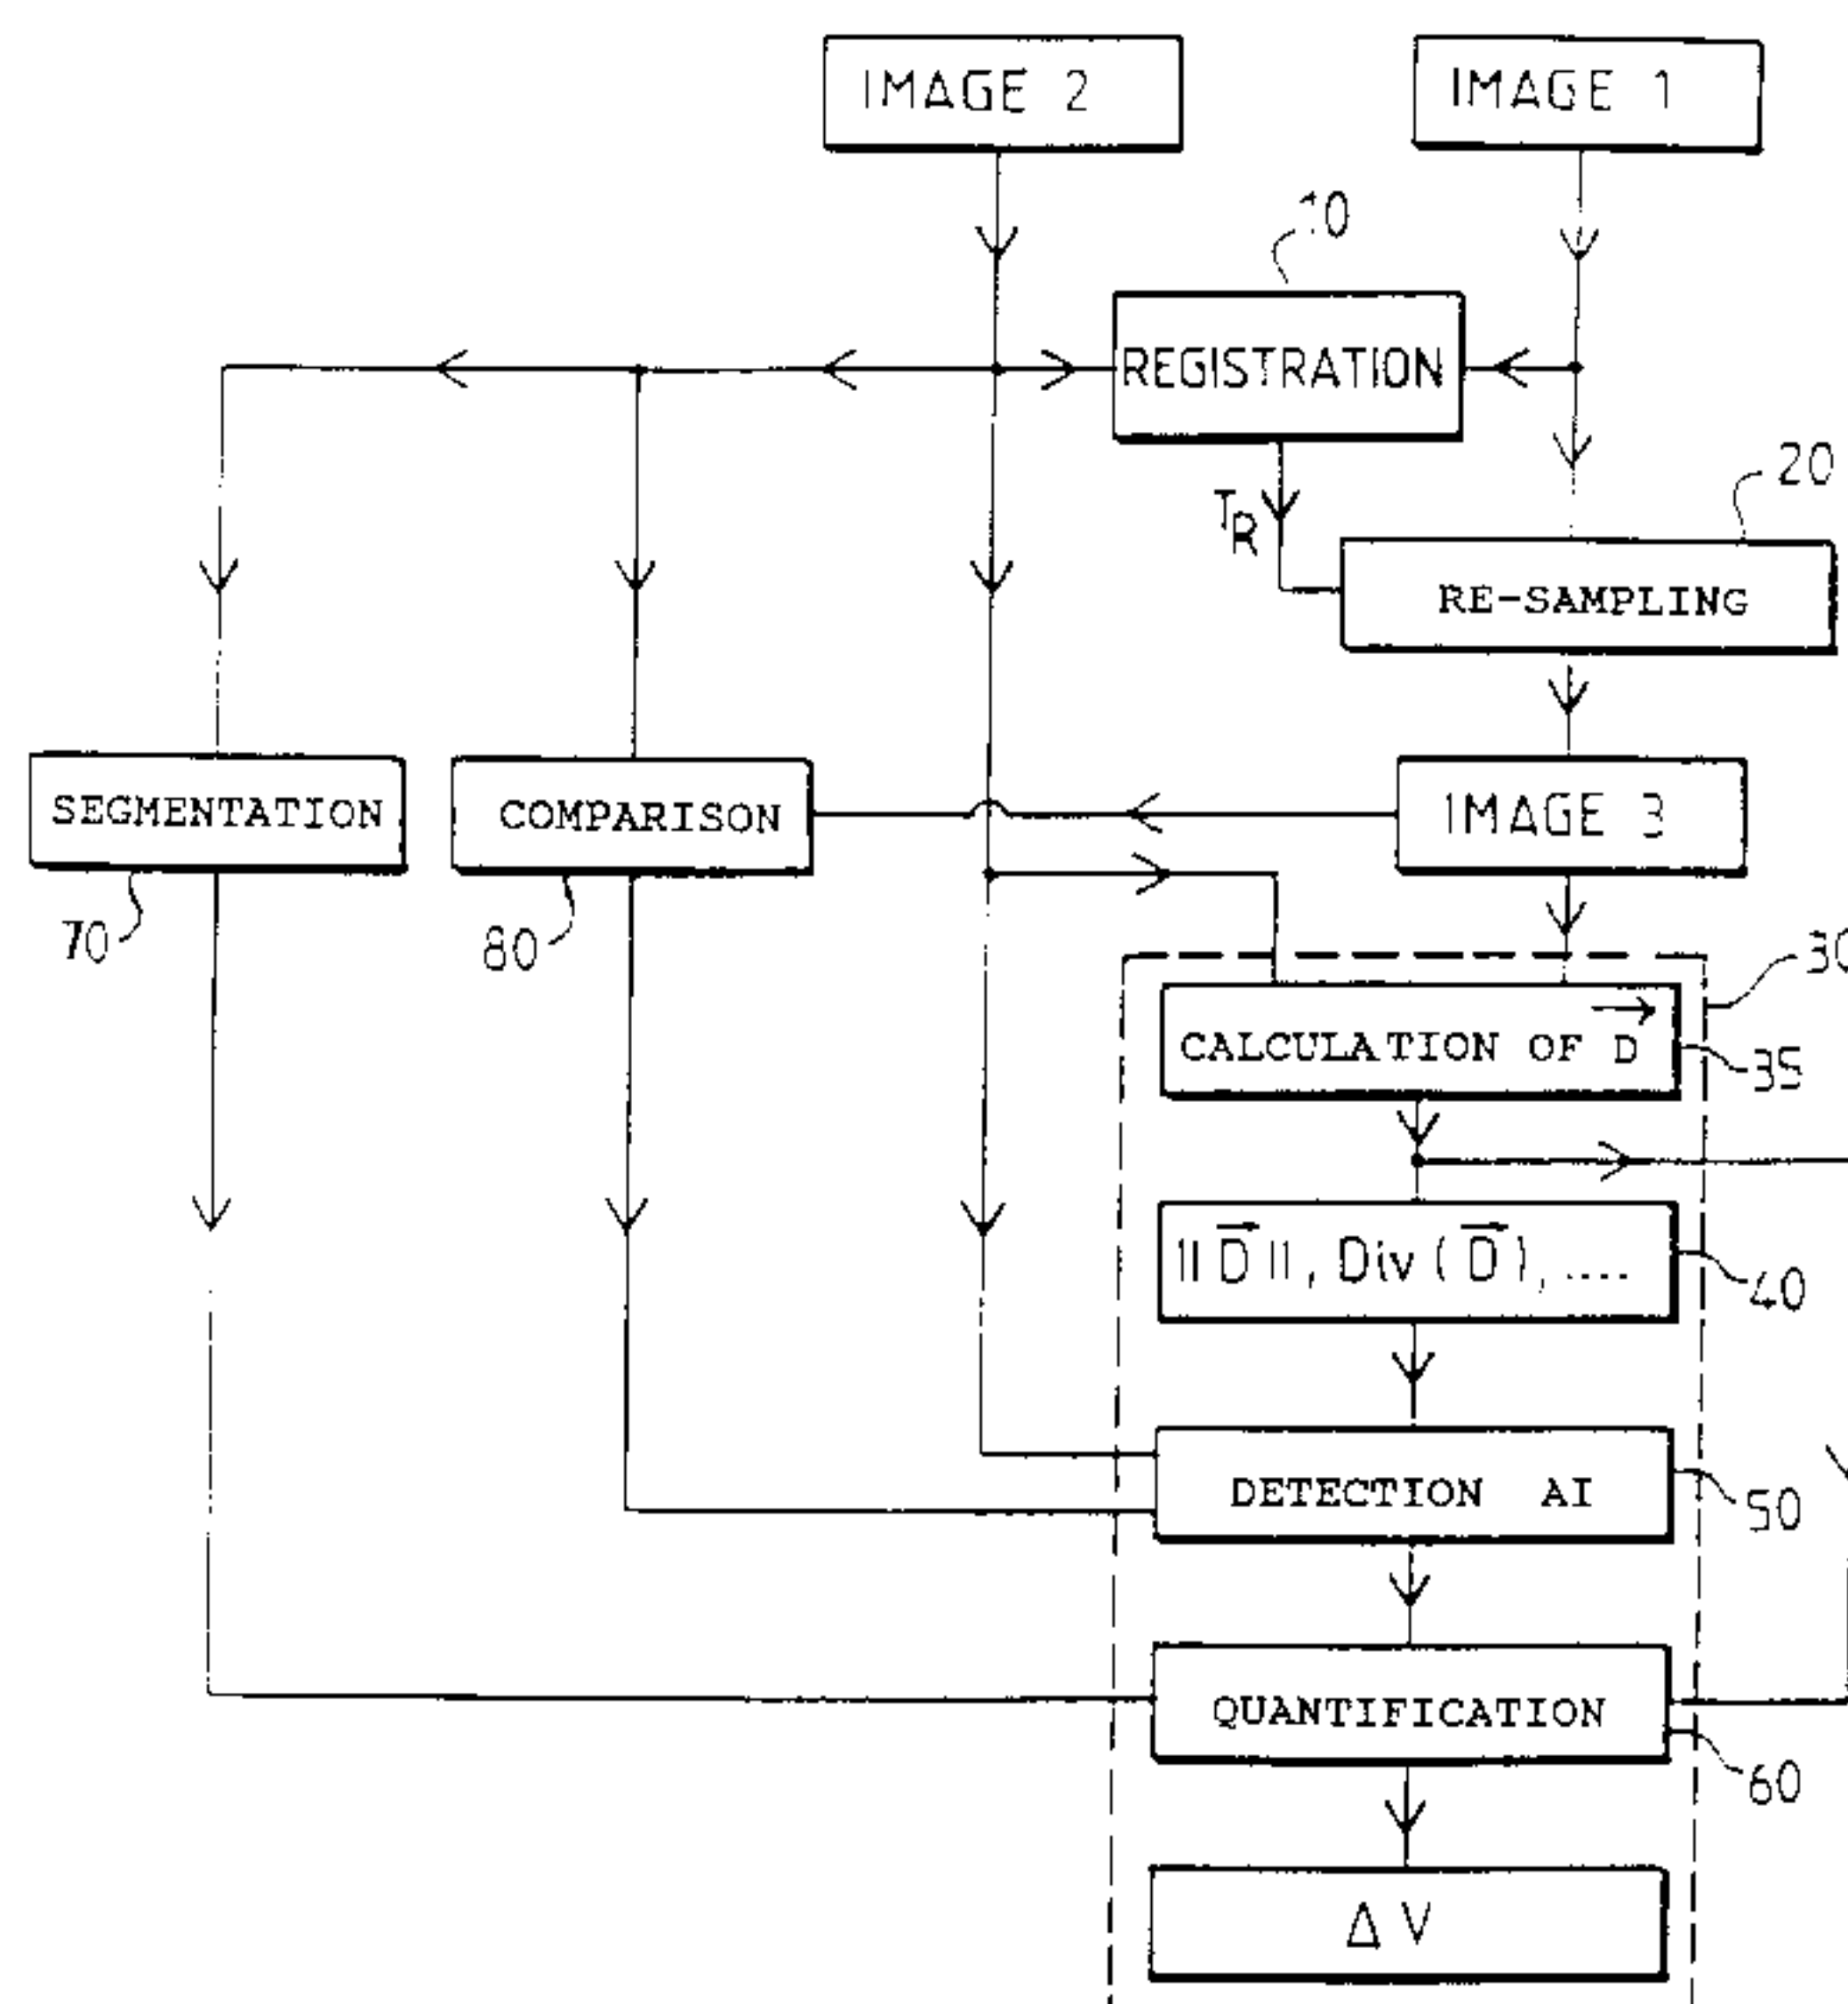 IMAGE 2
IMAGE 1
10
REGISTRATION
20
TR
RE-SAMPLING
SEGMENTATION
COMPARISON
IMAGE 3
70
80
30
CALCULATION OF D
35
||D||, Div (D), ....
40
DETECTION AI
50
QUANTIFICATION
60
Δ V